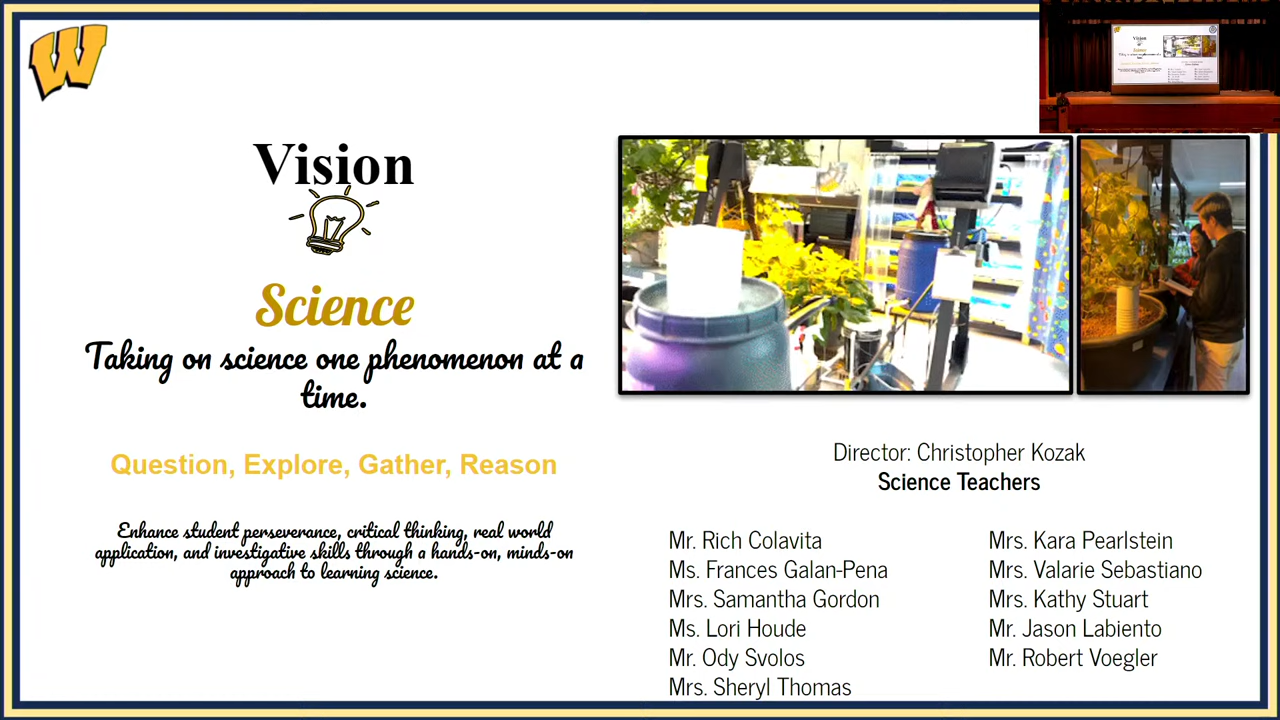 W
Vision
Science
Taking on science one phenomenon at a
time.
Question, Explore, Gather, Reason
Enhance student perseverance, critical thinking, real world
application, and investigative skills through a hands-on, minds-on
approach to learning science.
Director: Christopher Kozak
Science Teachers
Mr. Rich Colavita
Ms. Frances Galan-Pena
Mrs. Samantha Gordon
Ms. Lori Houde
Mr. Ody Svolos
Mrs. Sheryl Thomas
Mrs. Kara Pearlstein
Mrs. Valarie Sebastiano
Mrs. Kathy Stuart
Mr. Jason Labiento
Mr. Robert Voegler
Vision
Science